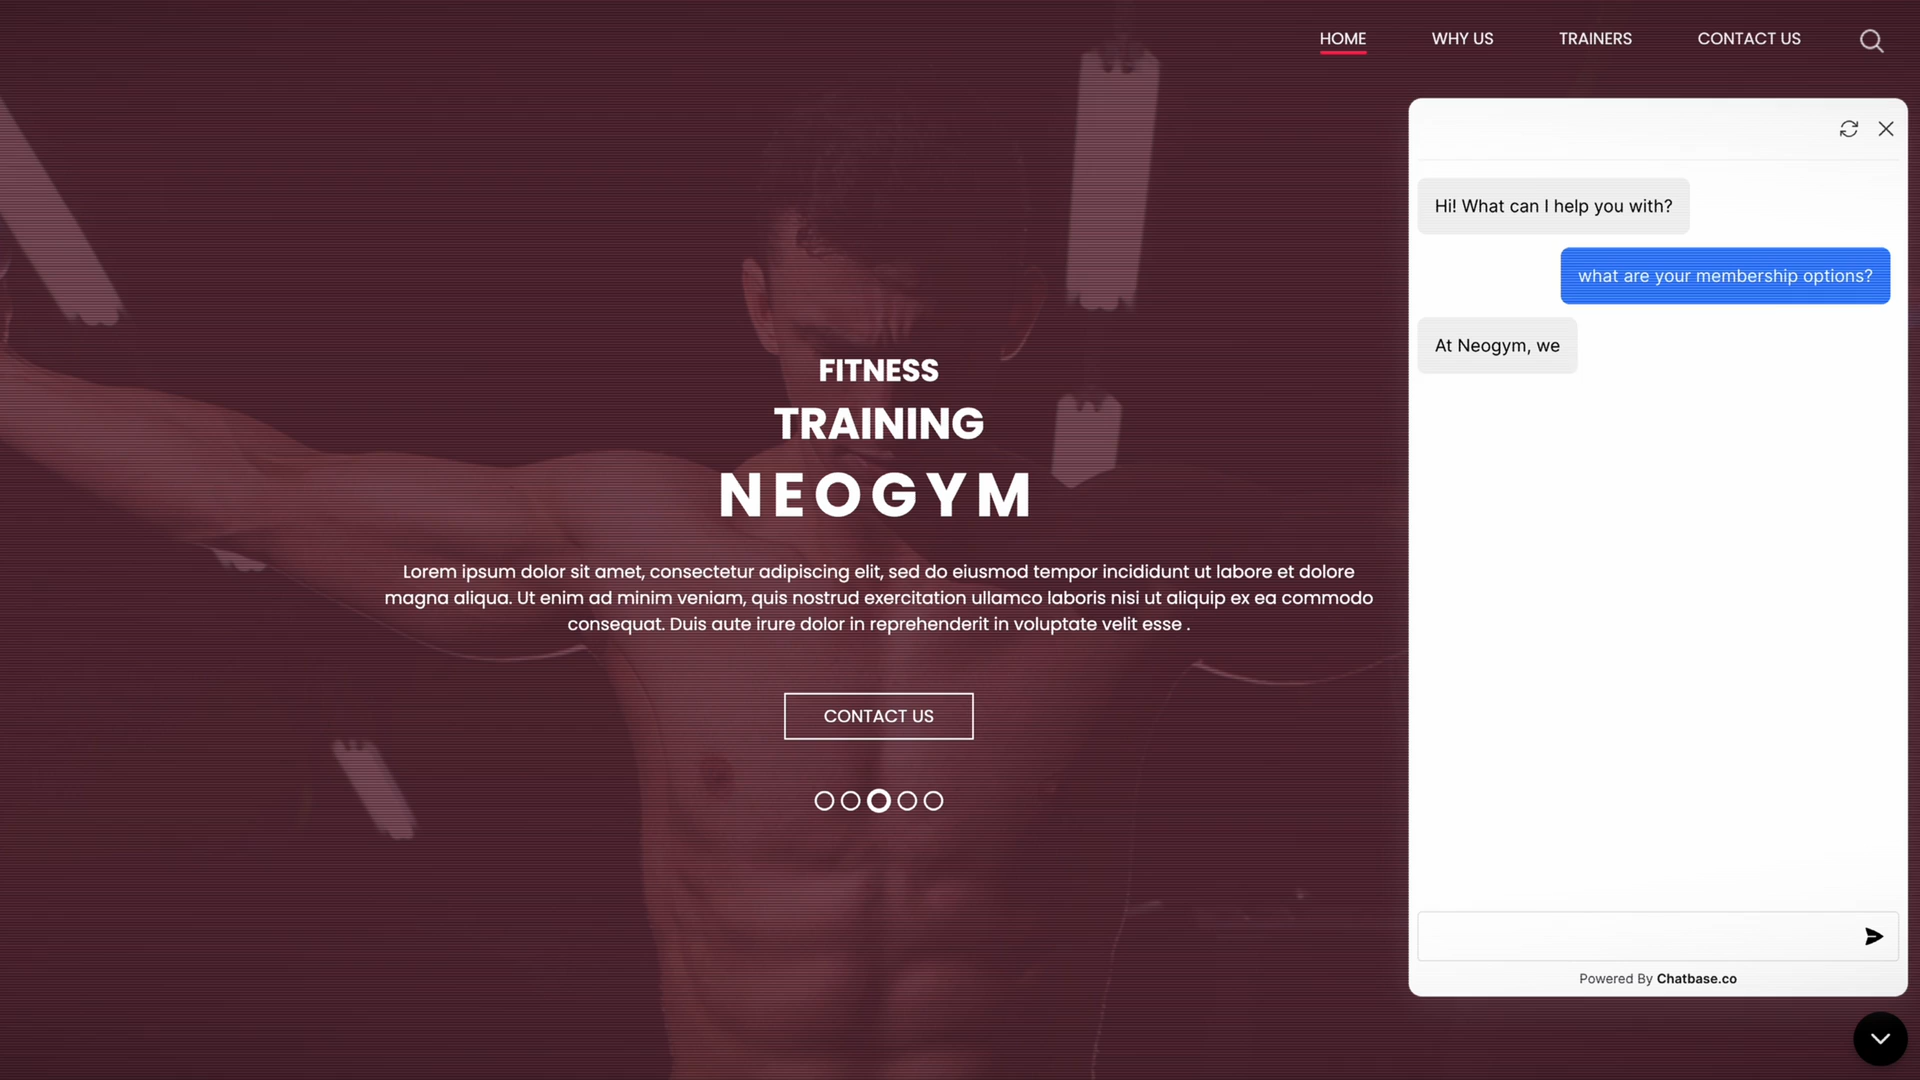 HOME
WHY US
TRAINERS
CONTACT US
FITNESS
TRAINING
NEOGYM
Lorem ipsum dolor sit amet, consectetur adipiscing elit, sed do eiusmod tempor incididunt ut labore et dolore
magna aliqua. Ut enim ad minim veniam, quis nostrud exercitation ullamco laboris nisi ut aliquip ex ea commodo
consequat. Duis aute irure dolor in reprehenderit in voluptate velit esse .
CONTACT US
Hi! What can I help you with?
what are your membership options?
At Neogym, we
Powered By Chatbase.co